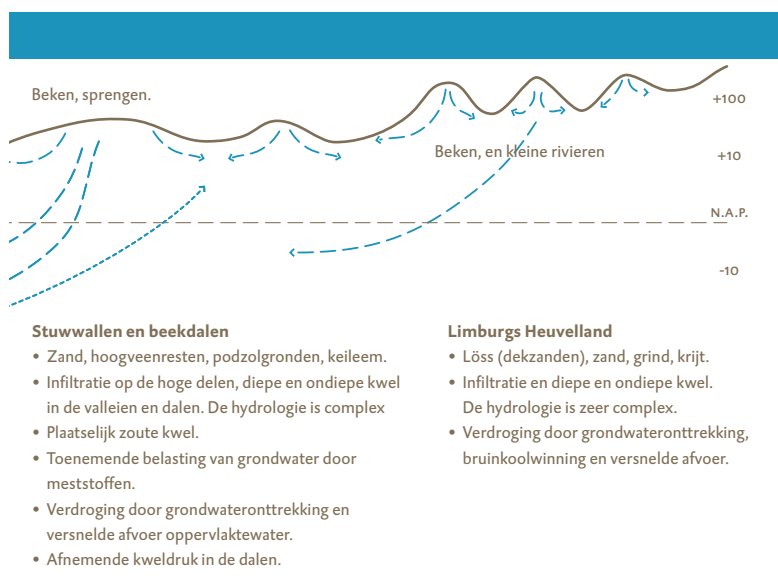 Beken, sprengen.
+100
Beken, en kleine rivieren
+10
N.A.P.
-10
Stuwwallen en beekdalen
• Zand, hoogveenresten, podzolgronden, keileem.
• Infiltratie op de hoge delen, diepe en ondiepe kwel
in de valleien en dalen. De hydrologie is complex
• Plaatselijk zoute kwel.
• Toenemende belasting van grondwater door
meststoffen.
• Verdroging door grondwateronttrekking en
versnelde afvoer oppervlaktewater.
• Afnemende kweldruk in de dalen.
Limburgs Heuvelland
• Löss (dekzanden), zand, grind, krijt.
• Infiltratie en diepe en ondiepe kwel.
De hydrologie is zeer complex.
• Verdroging door grondwateronttrekking,
bruinkoolwinning en versnelde afvoer.